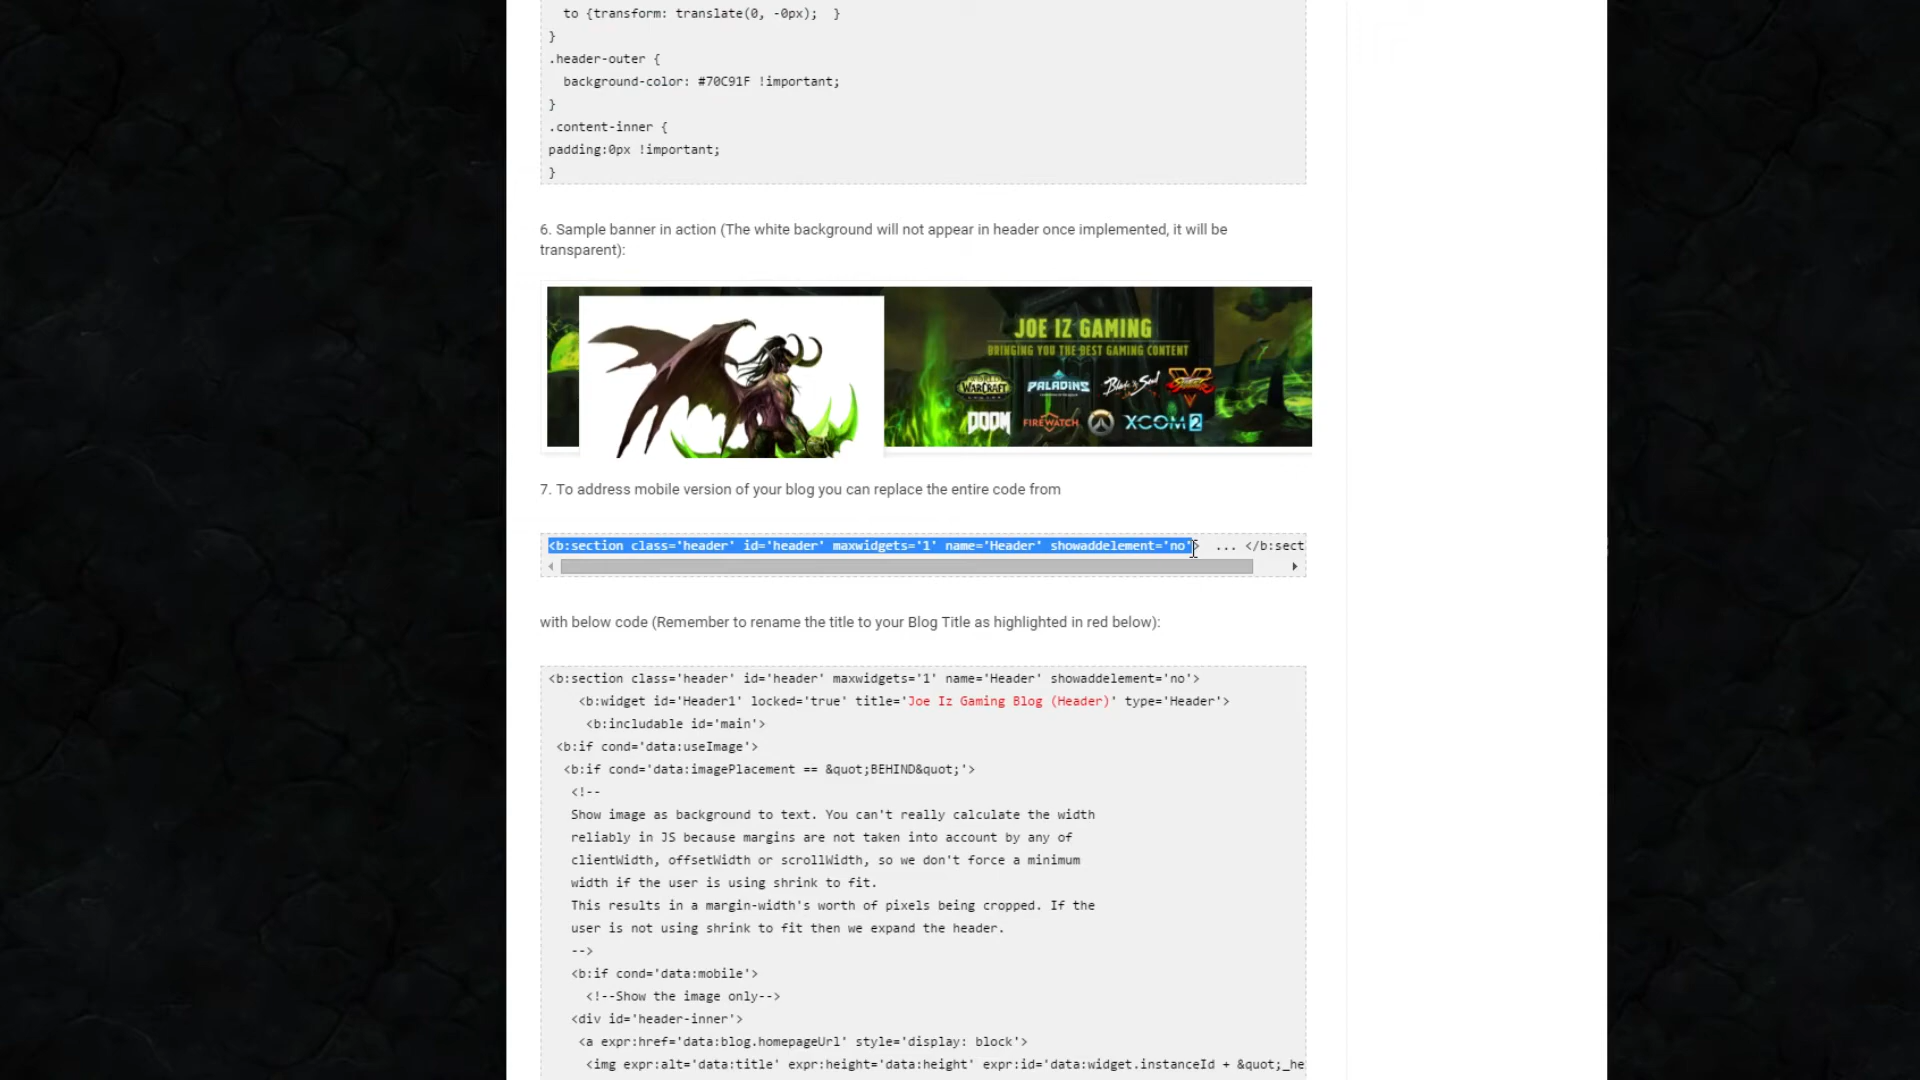 to {transform: translate(0, -0px);  }
}
.header-outer {
background-color: #70C91F !important;
}
.content-inner {
padding:0px !important;
}
6. Sample banner in action (The white background will not appear in header once implemented, it will be
transparent):
JOE IZ GAMING
BRINGING YOU THE BEST GAMING CONTENT
WARCRAFT PALADINS Blade & Soul V
DOOM FIREWATCH XCOM 2
7. To address mobile version of your blog you can replace the entire code from
<b:section class='header' id='header' maxwidgets='1' name='Header' showaddelement='no'>  ... </b:sect
with below code (Remember to rename the title to your Blog Title as highlighted in red below):
<b:section class='header' id='header' maxwidgets='1' name='Header' showaddelement='no'>
<b:widget id='Header1' locked='true' title='Joe Iz Gaming Blog (Header)' type='Header'>
<b:includable id='main'>
<b:if cond='data:useImage'>
<b:if cond='data:imagePlacement == &quot;BEHIND&quot;'>
<!--
Show image as background to text. You can't really calculate the width
reliably in JS because margins are not taken into account by any of
clientWidth, offsetWidth or scrollWidth, so we don't force a minimum
width if the user is using shrink to fit.
This results in a margin-width's worth of pixels being cropped. If the
user is not using shrink to fit then we expand the header.
-->
<b:if cond='data:mobile'>
<!--Show the image only-->
<div id='header-inner'>
<a expr:href='data:blog.homepageUrl' style='display: block'>
<img expr:alt='data:title' expr:height='data:height' expr:id='data:widget.instanceId + &quot;_he